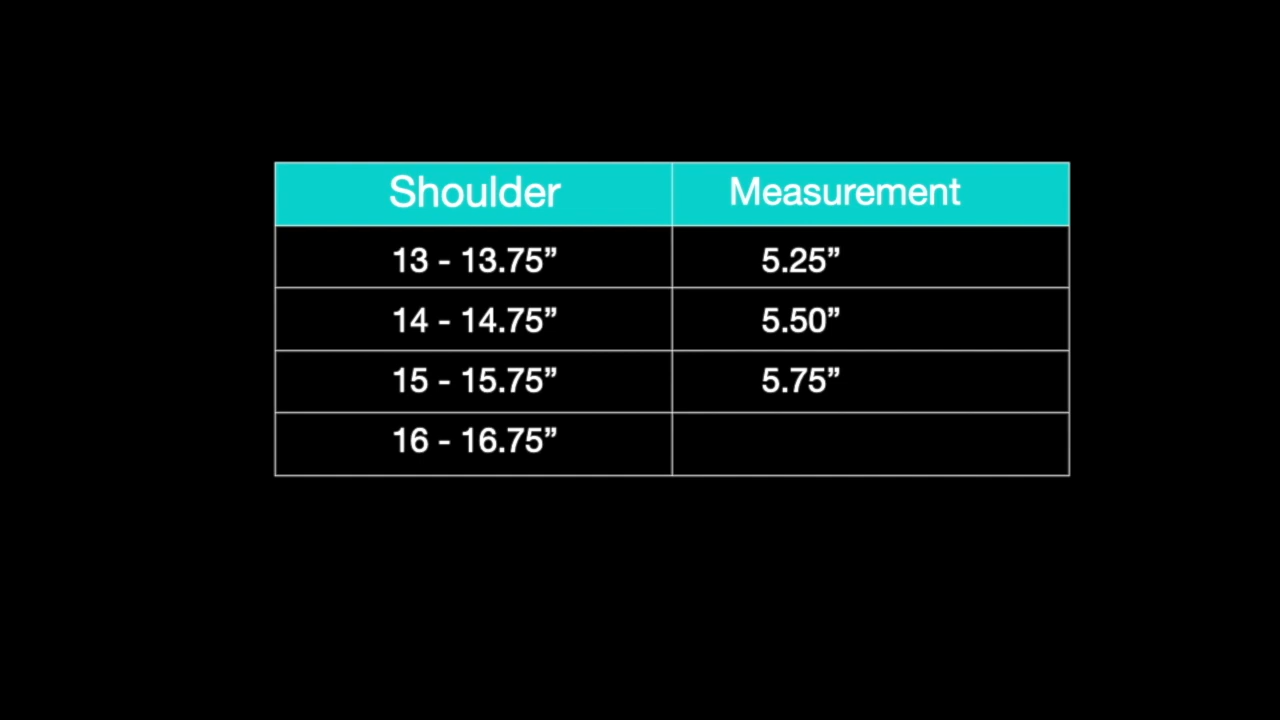 Shoulder Measurement
13 - 13.75” 5.25”
14 - 14.75” 5.50”
15 - 15.75” 5.75”
16 - 16.75”